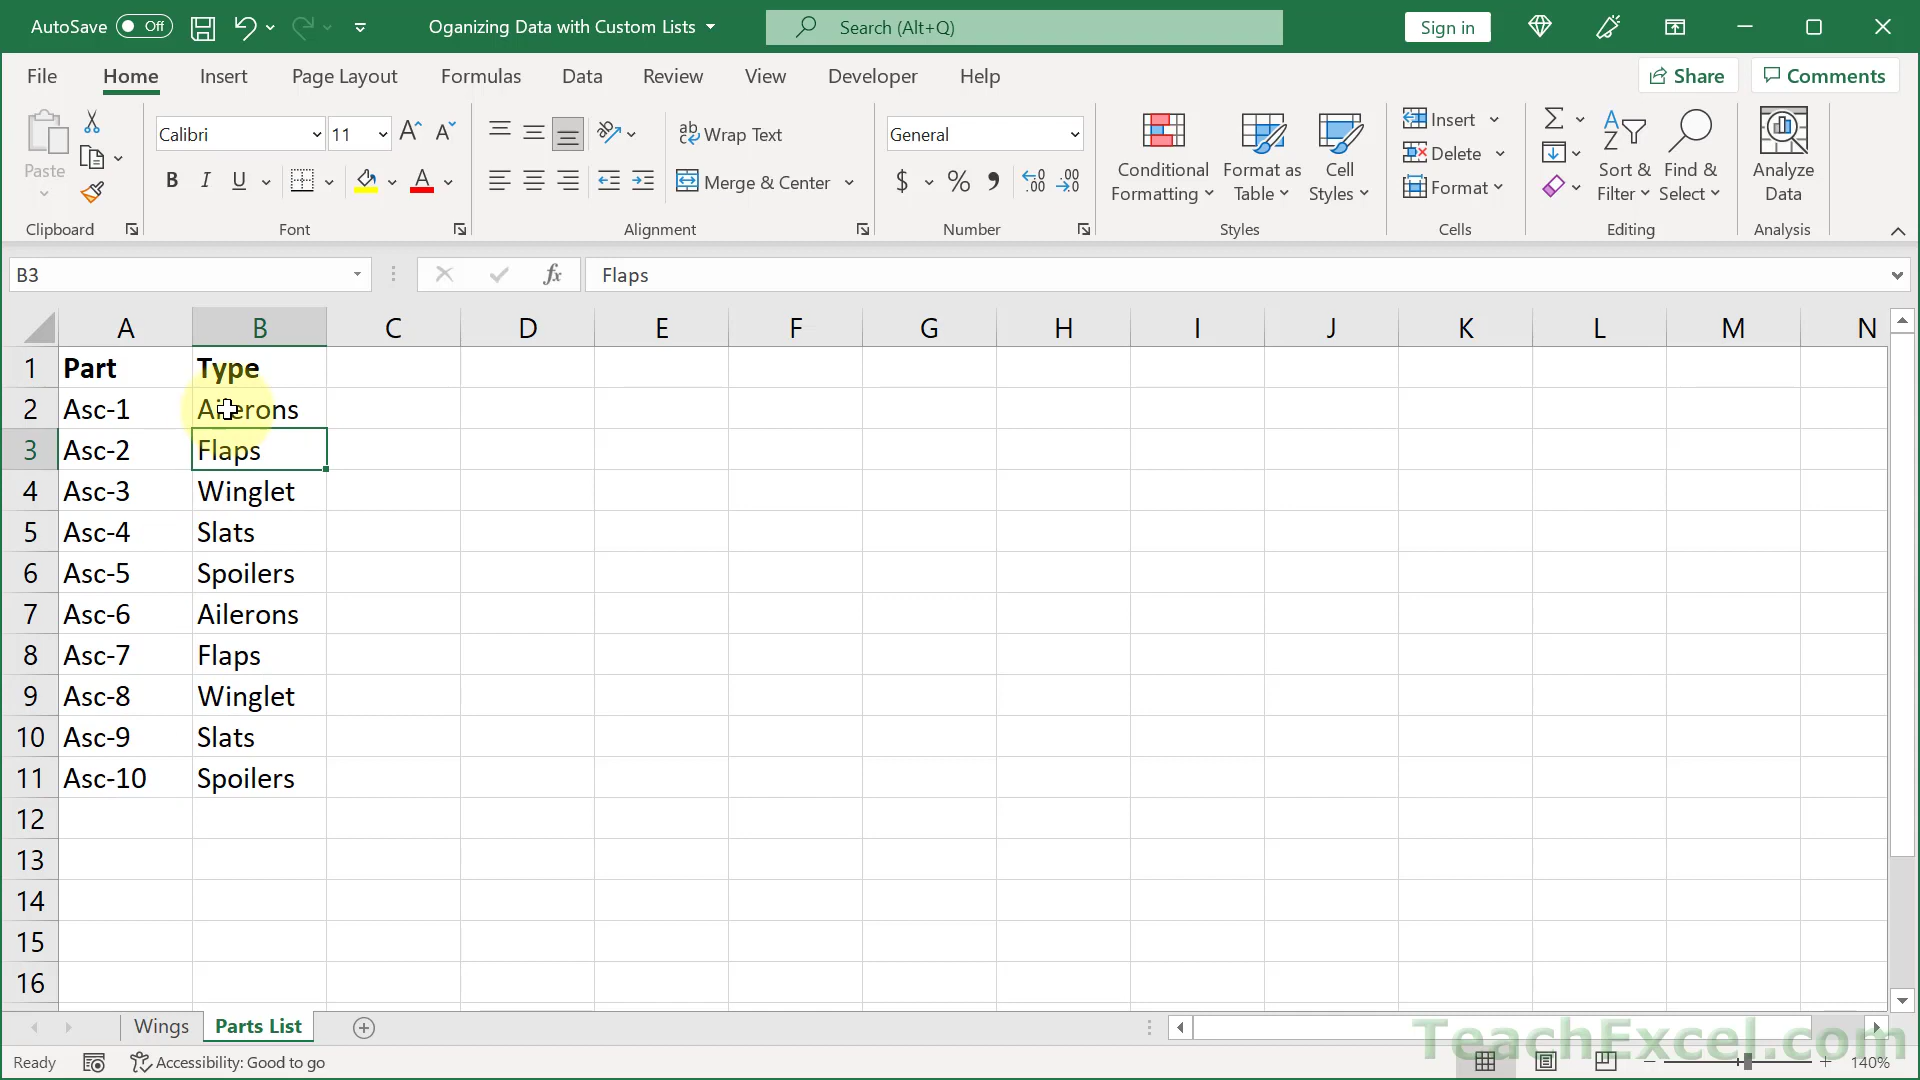 AutoSave Off Oganizing Data with Custom Lists Search (Alt+Q) Sign in
File Home Insert Page Layout Formulas Data Review View Developer Help Share Comments
Paste Calibri 11 Wrap Text General Conditional Formatting Format as Table Cell Styles Insert Sort & Filter Find & Select Analyze Data
Delete
B I U Merge & Center $ % Format
Clipboard Font Alignment Number Styles Cells Editing Analysis
B3 fx Flaps
A B C D E F G H I J K L M N
1 Part Type
2 Asc-1 Ailerons
3 Asc-2 Flaps
4 Asc-3 Winglet
5 Asc-4 Slats
6 Asc-5 Spoilers
7 Asc-6 Ailerons
8 Asc-7 Flaps
9 Asc-8 Winglet
10 Asc-9 Slats
11 Asc-10 Spoilers
12
13
14
15
16
Wings Parts List
TeachExcel.com
Ready Accessibility: Good to go 140%